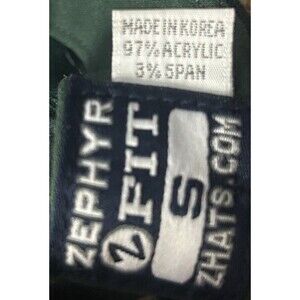 MADE IN KOREA
97% ACRYLIC
3% SPAN
ZEPHYR
Z FIT
S
ZHATS.COM